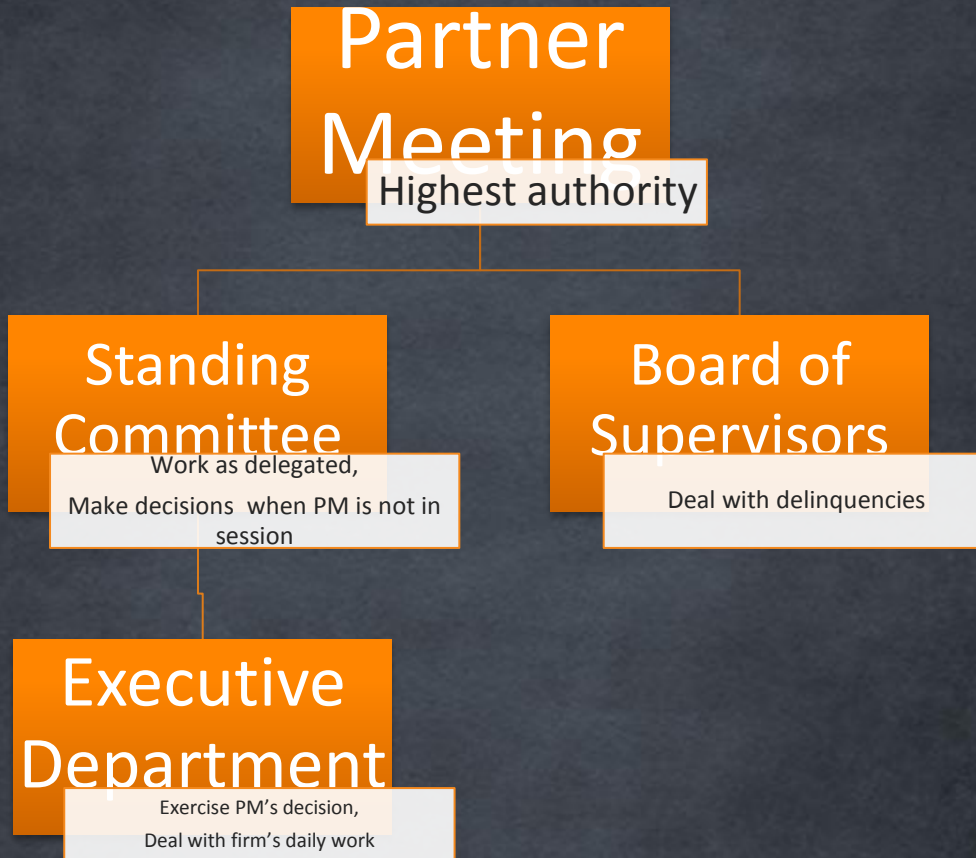 Partner
Meeting
Highest authority
Standing
Committee
Work as delegated,
Make decisions when PM is not in
session
Board of
Supervisors
Deal with delinquencies
Executive
Department
Exercise PM’s decision,
Deal with firm’s daily work